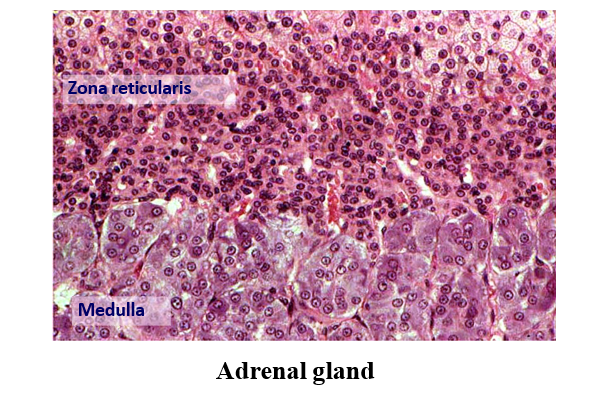 Zona reticularis
Medulla
Adrenal gland